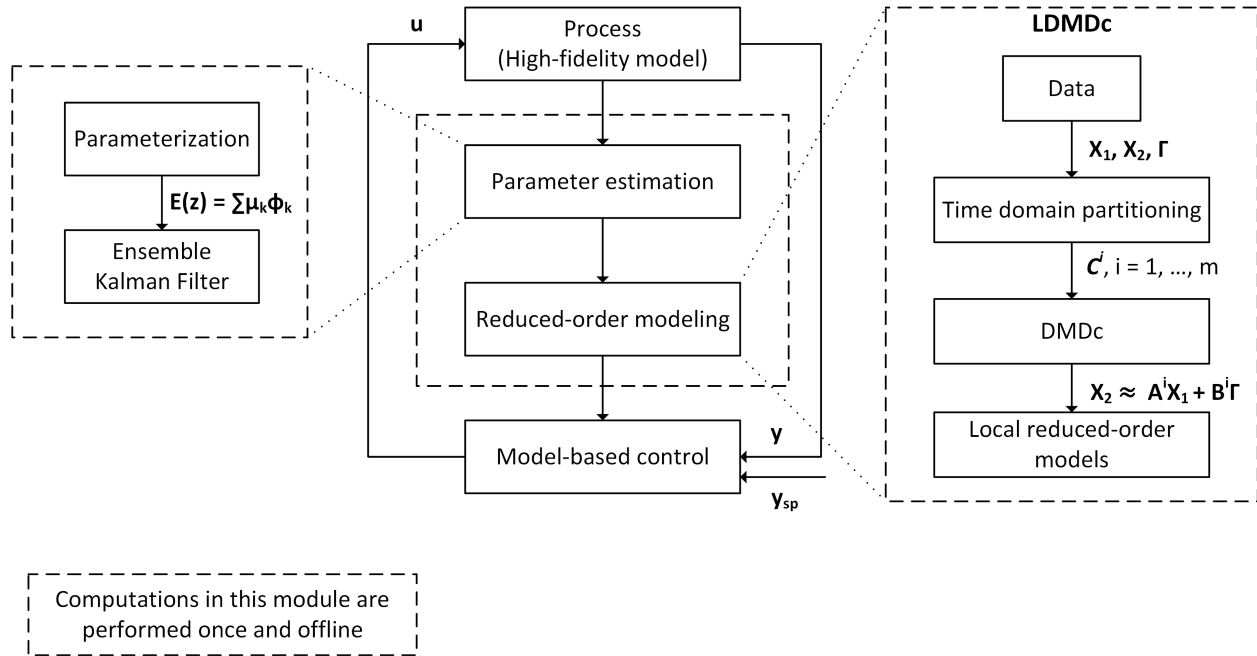 u
Process
(High-fidelity model)
Parameter estimation
Reduced-order modeling
Model-based control
y
y_sp
Parameterization
E(z) = ∑μₖϕₖ
Ensemble
Kalman Filter
LDMDc
Data
X₁, X₂, Γ
Time domain partitioning
Cⁱ, i = 1, ..., m
DMDc
X₂ ≈ AⁱX₁ + BⁱΓ
Local reduced-order
models
Computations in this module are
performed once and offline